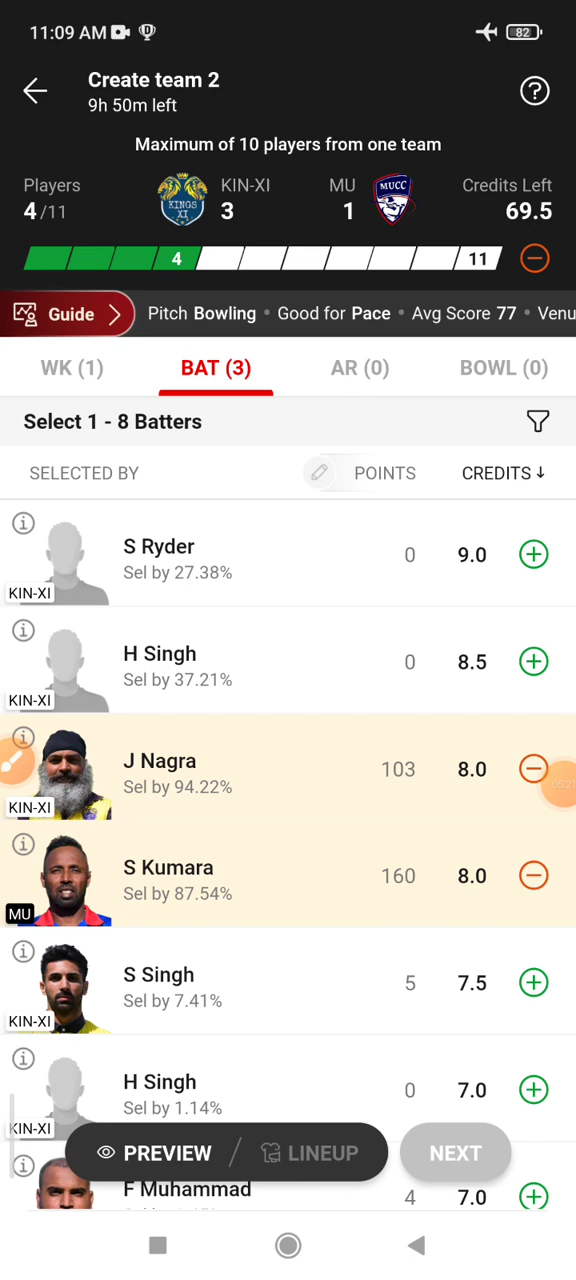 11:09 AM
82
Create team 2
9h 50m left
Maximum of 10 players from one team
Players
4/11
KINGS XI
KIN-XI
3
MU
1
MUCC
Credits Left
69.5
4
11
Guide
Pitch Bowling • Good for Pace • Avg Score 77 • Venu
WK (1)
BAT (3)
AR (0)
BOWL (0)
Select 1 - 8 Batters
SELECTED BY
POINTS
CREDITS ↓
S Ryder
Sel by 27.38%
0
9.0
KIN-XI
H Singh
Sel by 37.21%
0
8.5
KIN-XI
J Nagra
Sel by 94.22%
103
8.0
KIN-XI
05:21
S Kumara
Sel by 87.54%
160
8.0
MU
S Singh
Sel by 7.41%
5
7.5
KIN-XI
H Singh
Sel by 1.14%
0
7.0
KIN-XI
PREVIEW / LINEUP
NEXT
F Muhammad
4
7.0